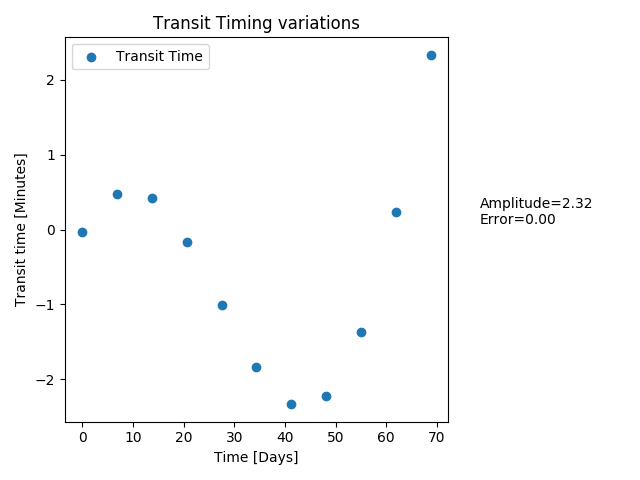 Transit Timing variations
Transit Time
Transit time [Minutes]
2
1
0
−1
−2
0 10 20 30 40 50 60 70
Time [Days]
Amplitude=2.32
Error=0.00